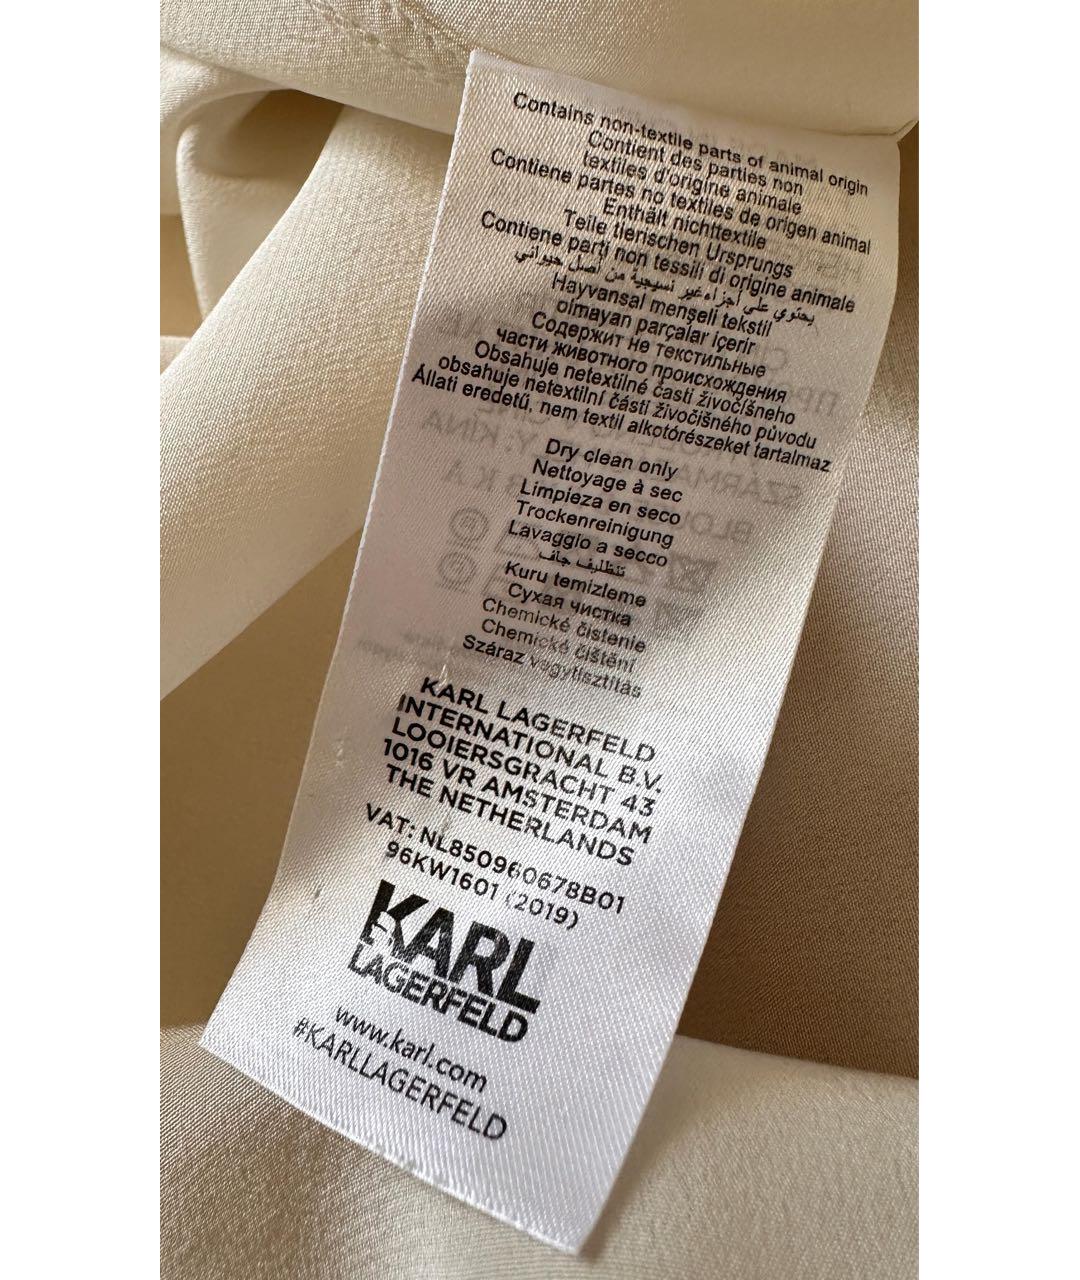 Contains non-textile parts of animal origin
Contient des parties non
textiles d'origine animale
Contiene partes no textiles de origen animal
Enthält nichttextile
Teile tierischen Ursprungs
Contiene parti non tessili di origine animale
يحتوي على أجزاء غير نسيجية من أصل حيواني
Hayvansal menşeli tekstil
olmayan parçalar içerir
Содержит не текстильные
части животного происхождения
Obsahuje netextilné časti živočíšneho
obsahuje netextilní části živočišného původu
Állati eredetű, nem textil alkotórészeket tartalmaz
Dry clean only
Nettoyage à sec
Limpieza en seco
Trockenreinigung
Lavaggio a secco
تنظليف جاف
Kuru temizleme
Сухая чистка
Chemické čistenie
Chemické čištění
Száraz vegytisztítás
KARL LAGERFELD
INTERNATIONAL B.V.
LOOIERSGRACHT 43
1016 VR AMSTERDAM
THE NETHERLANDS
VAT: NL850960678B01
96KW1601 (2019)
KARL
LAGERFELD
www.karl.com
#KARLLAGERFELD